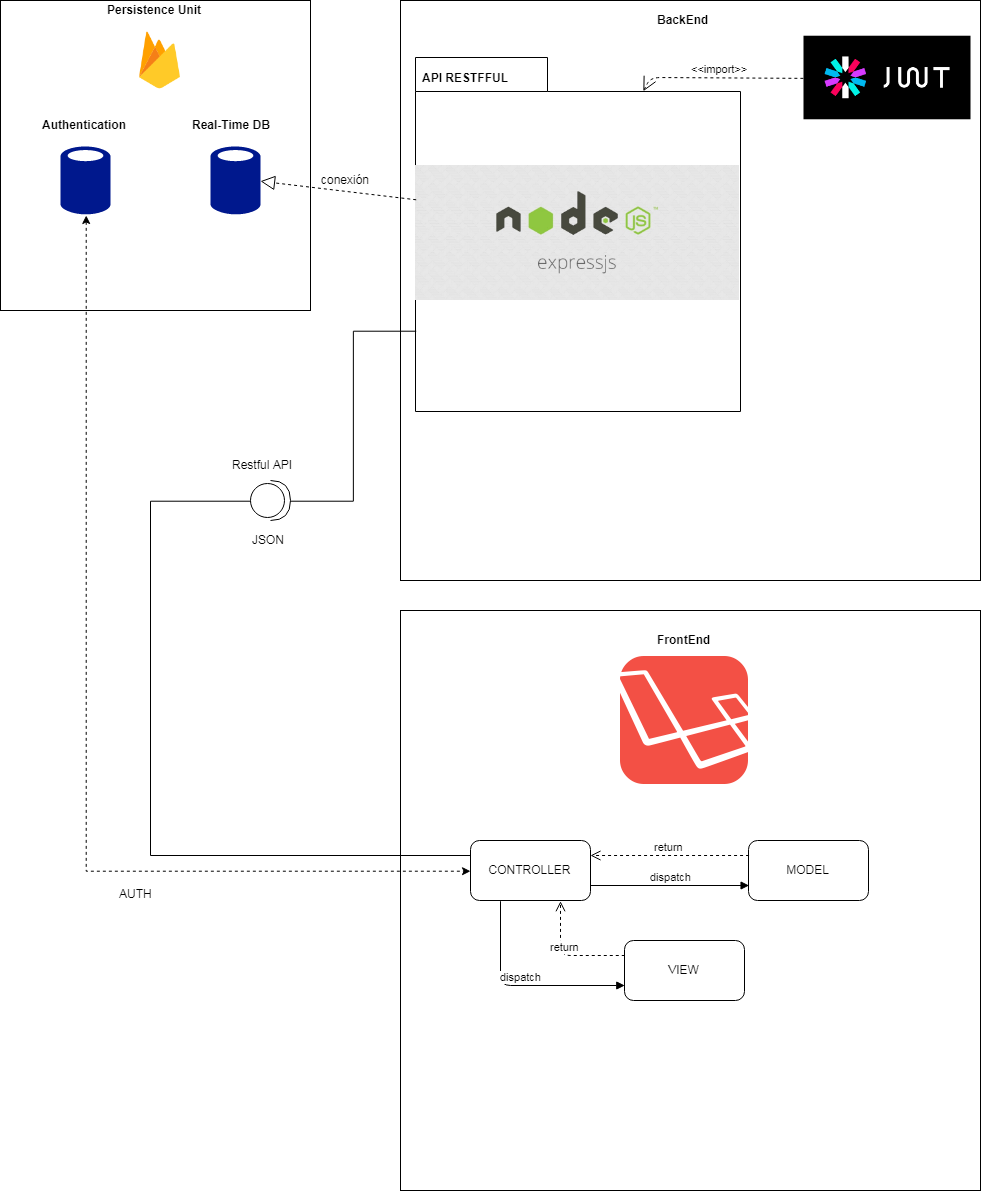 Persistence Unit
Authentication
Real-Time DB
conexión
BackEnd
API RESTFFUL
<<import>>
JWT
node
JS
™
expressjs
Restful API
JSON
FrontEnd
CONTROLLER
return
dispatch
MODEL
return
dispatch
VIEW
AUTH